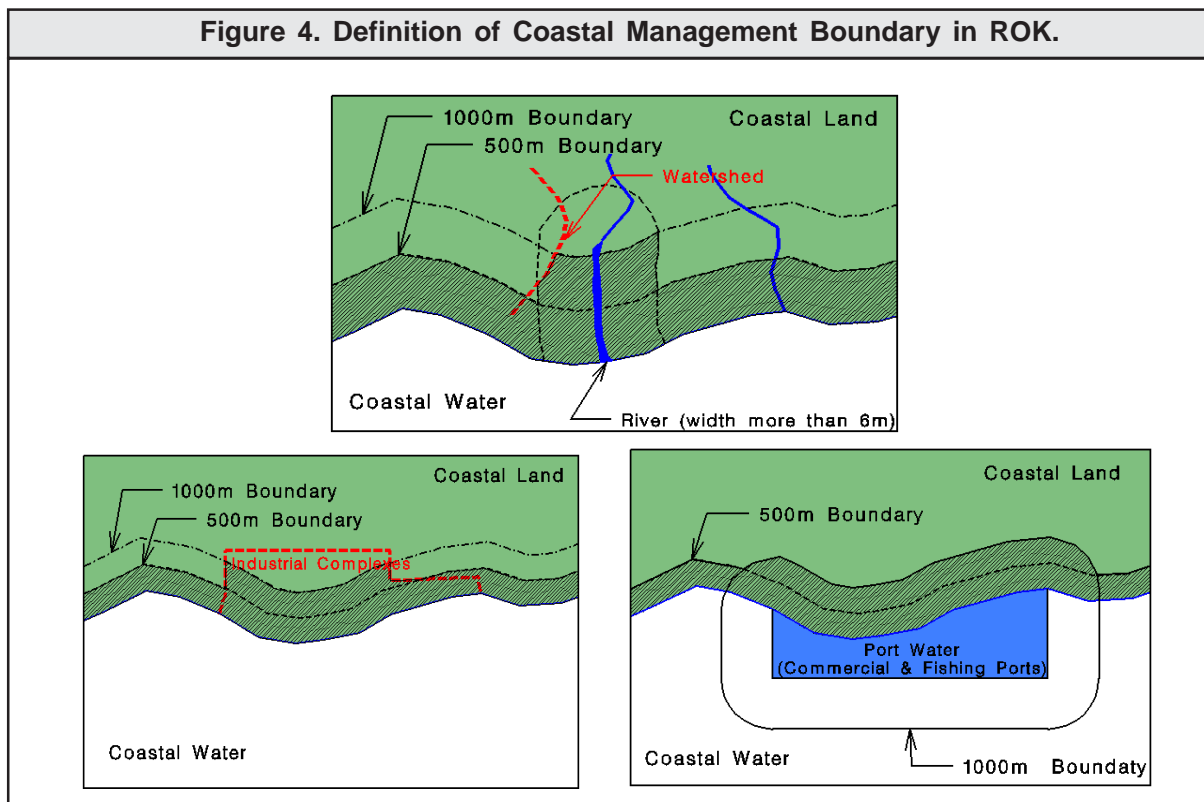 Figure 4. Definition of Coastal Management Boundary in ROK.
1000m Boundary
Coastal Land
500m Boundary
Watershed
Coastal Water
River (width more than 6m)
Coastal Land
1000m Boundary
500m Boundary
Industrial Complexes
Coastal Water
Coastal Land
500m Boundary
Port Water
(Commercial & Fishing Ports)
Coastal Water
1000m Boundaty